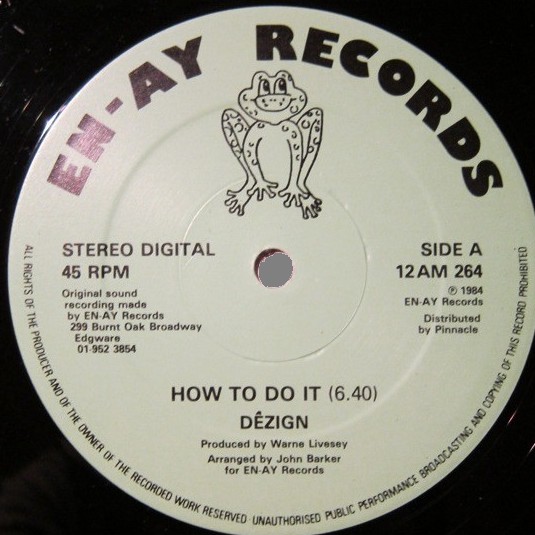 EN-AY RECORDS
STEREO DIGITAL
45 RPM
Original sound
recording made
by EN-AY Records
299 Burnt Oak Broadway
Edgware
01-952 3854
SIDE A
12 AM 264
℗ 1984
EN-AY Records
Distributed
by Pinnacle
HOW TO DO IT (6.40)
DÊZIGN
Produced by Warne Livesey
Arranged by John Barker
for EN-AY Records
ALL RIGHTS OF THE PRODUCER AND OF THE OWNER OF THE RECORDED WORK RESERVED · UNAUTHORISED PUBLIC PERFORMANCE BROADCASTING AND COPYING OF THIS RECORD PROHIBITED